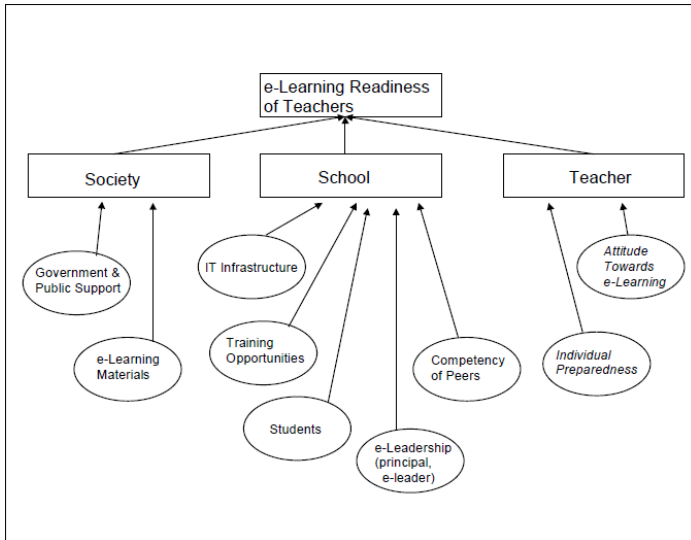 e-Learning Readiness
of Teachers
Society
School
Teacher
Government &
Public Support
e-Learning
Materials
IT Infrastructure
Training
Opportunities
Students
e-Leadership
(principal,
e-leader)
Competency
of Peers
Attitude
Towards
e-Learning
Individual
Preparedness